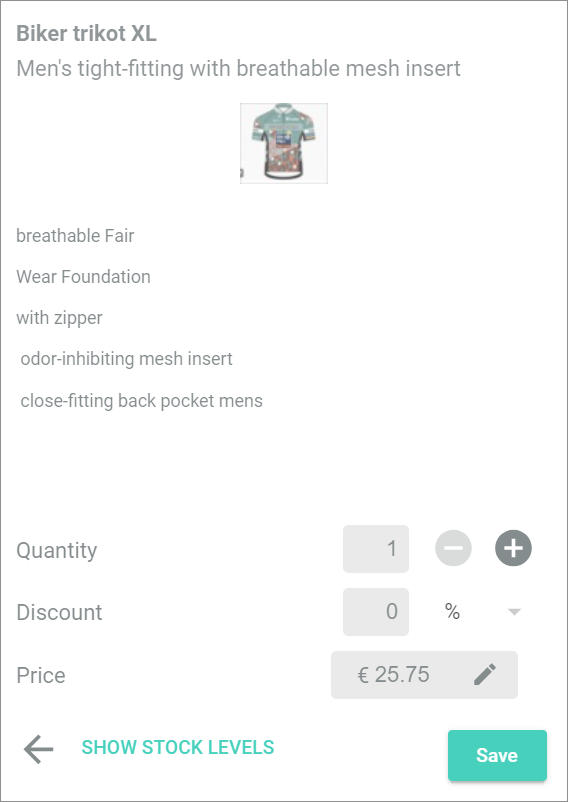 Biker trikot XL
Men's tight-fitting with breathable mesh insert
breathable Fair
Wear Foundation
with zipper
odor-inhibiting mesh insert
close-fitting back pocket mens
Quantity 1
Discount 0 %
Price € 25.75
SHOW STOCK LEVELS Save